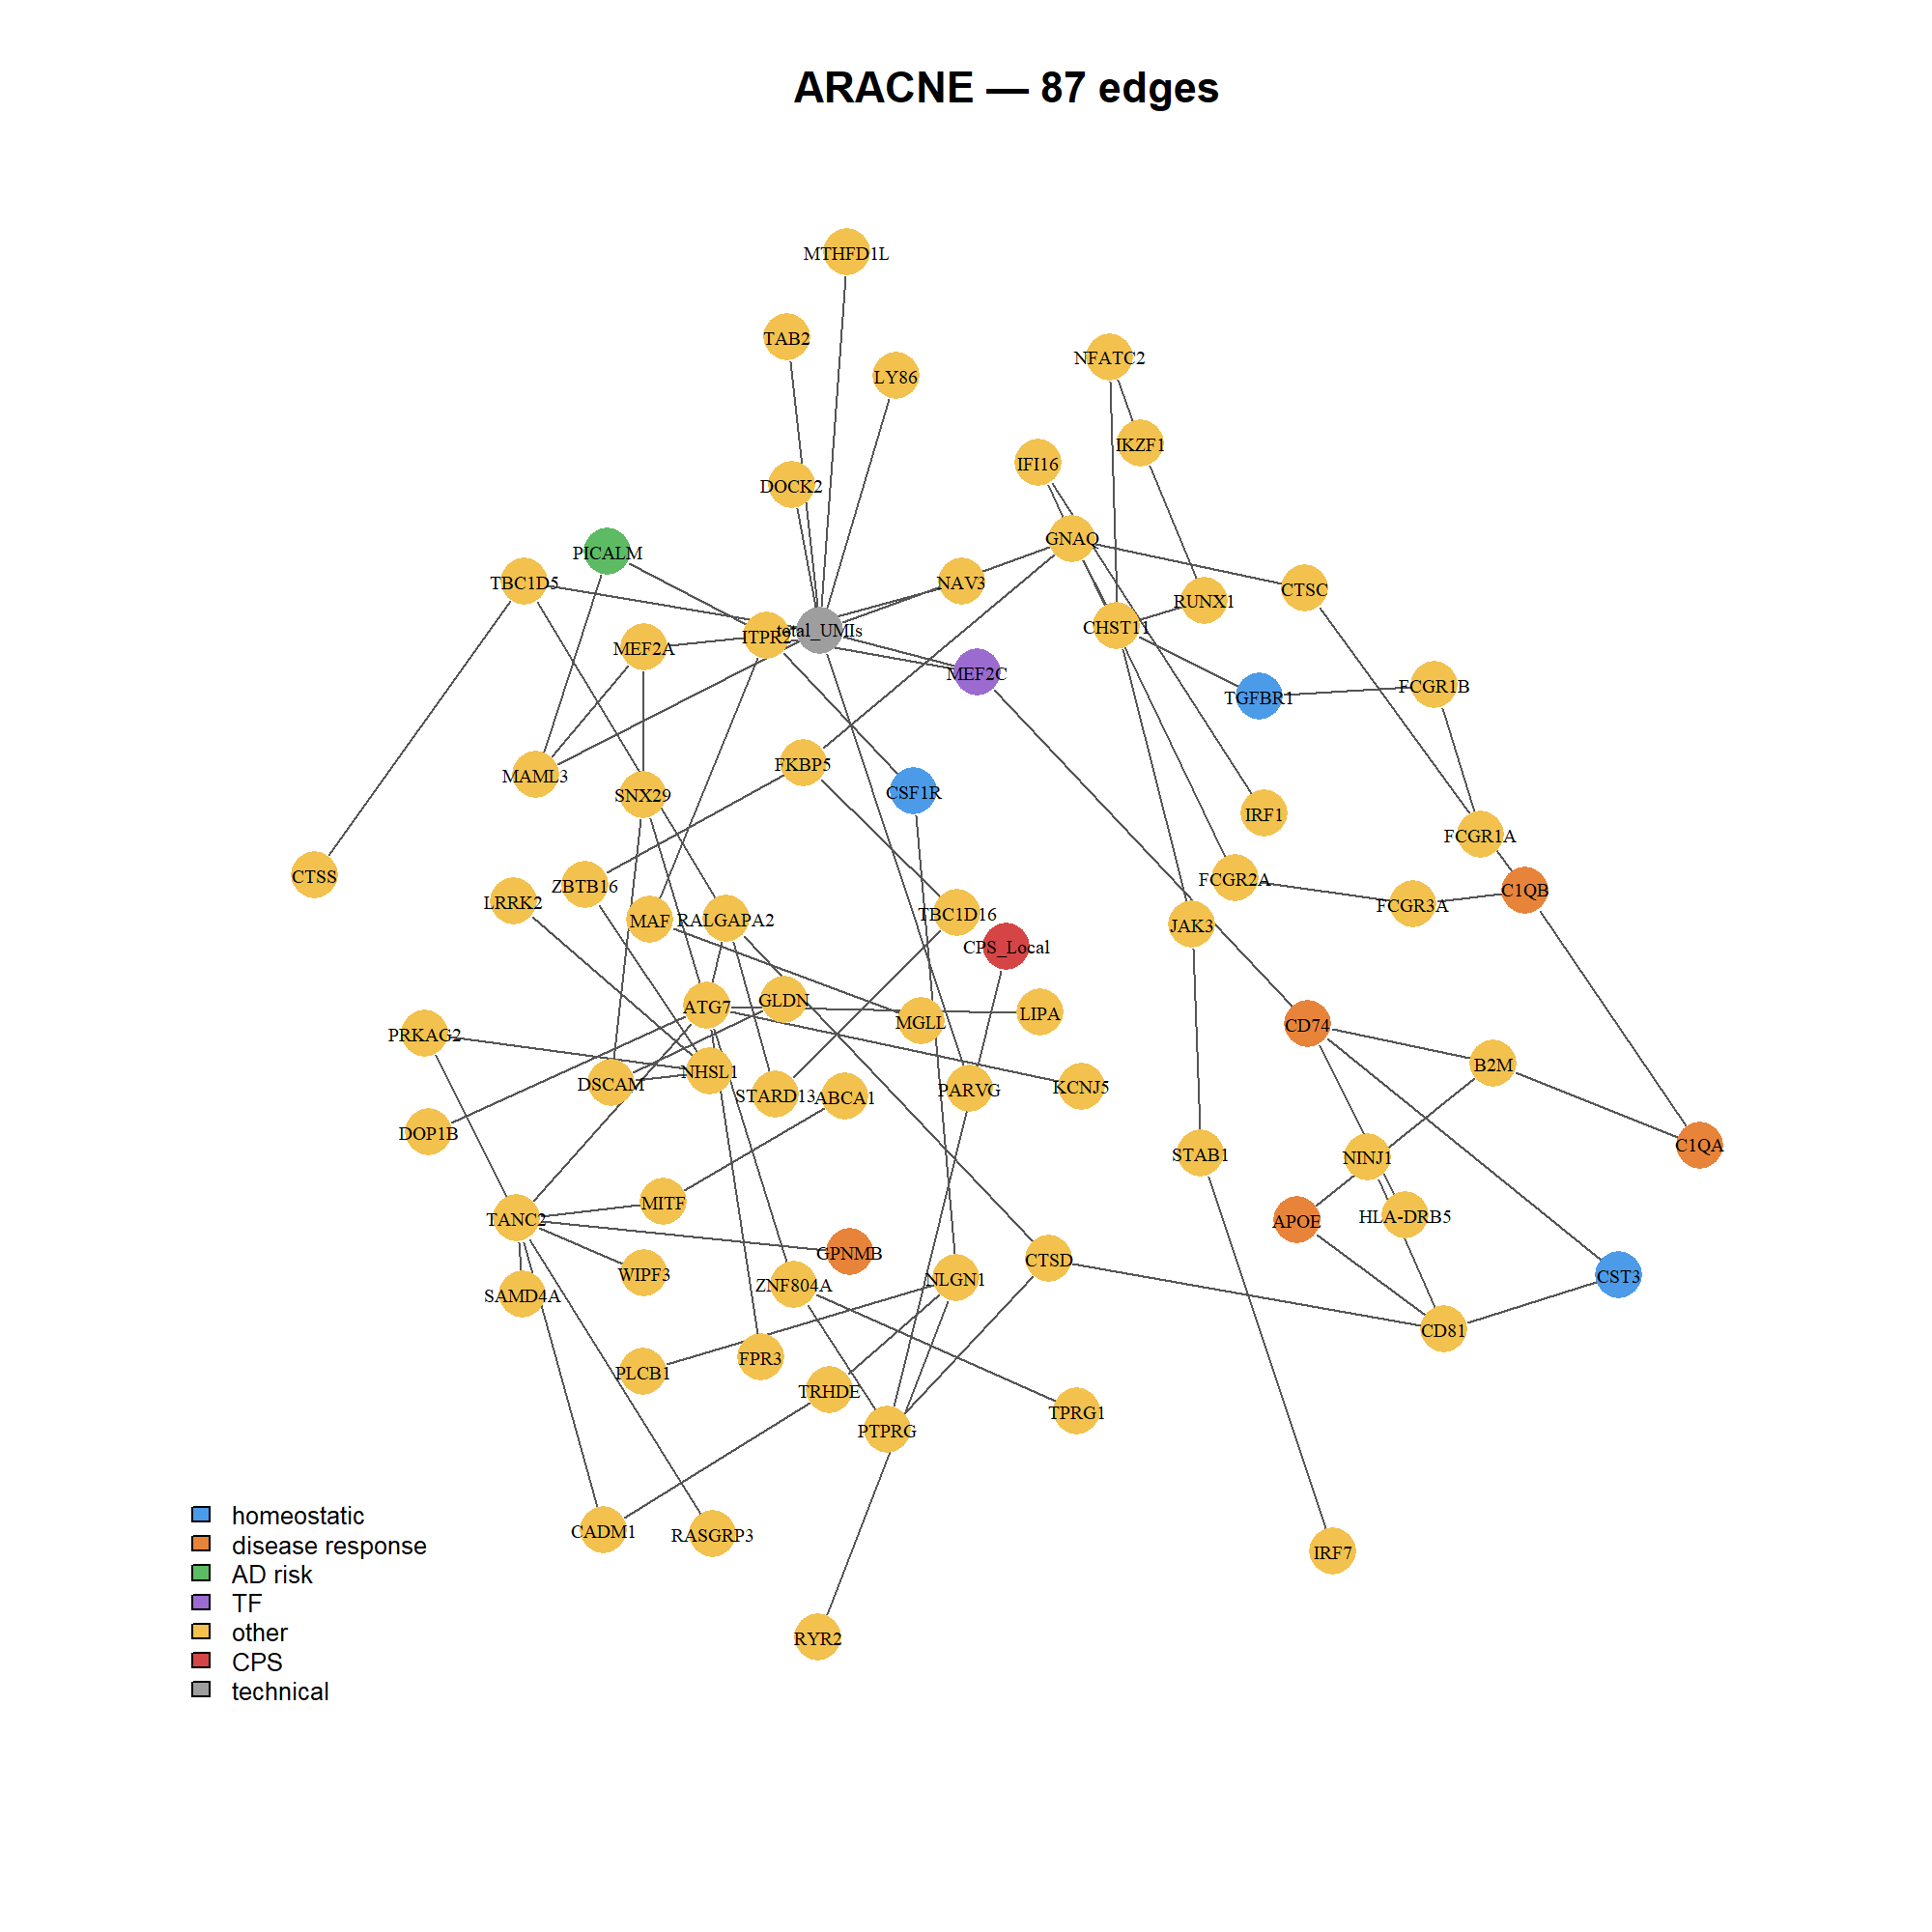 ARACNE — 87 edges
MTHFD1L
TAB2
NFATC2
LY86
IKZF1
IFI16
DOCK2
GNAQ
PICALM
TBC1D5
NAV3
CTSC
RUNX1
CHST11
total_UMIs
ITPR2
MEF2A
MEF2C
FCGR1B
TGFBR1
FKBP5
MAML3
CSF1R
SNX29
IRF1
FCGR1A
CTSS
FCGR2A
ZBTB16
C1QB
LRRK2
FCGR3A
TBC1D16
MAF
RALGAPA2
JAK3
CPS_Local
GLDN
ATG7
LIPA
MGLL
CD74
PRKAG2
B2M
NHSL1
DSCAM
KCNJ5
PARVG
STARD13
ABCA1
DOP1B
C1QA
STAB1
NINJ1
MITF
HLA-DRB5
TANC2
APOE
GPNMB
CTSD
WIPF3
CST3
NLGN1
ZNF804A
SAMD4A
CD81
FPR3
PLCB1
TRHDE
TPRG1
PTPRG
CADM1
RASGRP3
IRF7
RYR2
homeostatic
disease response
AD risk
TF
other
CPS
technical